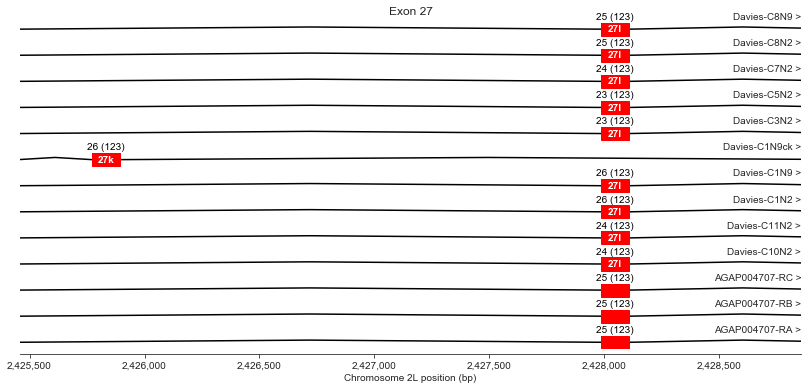 Exon 27
25 (123) Davies-C8N9 >
27l
25 (123) Davies-C8N2 >
27l
24 (123) Davies-C7N2 >
27l
23 (123) Davies-C5N2 >
27l
23 (123) Davies-C3N2 >
27l
26 (123) Davies-C1N9ck >
27k
26 (123) Davies-C1N9 >
27l
26 (123) Davies-C1N2 >
27l
24 (123) Davies-C11N2 >
27l
24 (123) Davies-C10N2 >
27l
25 (123) AGAP004707-RC >
25 (123) AGAP004707-RB >
25 (123) AGAP004707-RA >
2,425,500 2,426,000 2,426,500 2,427,000 2,427,500 2,428,000 2,428,500
Chromosome 2L position (bp)